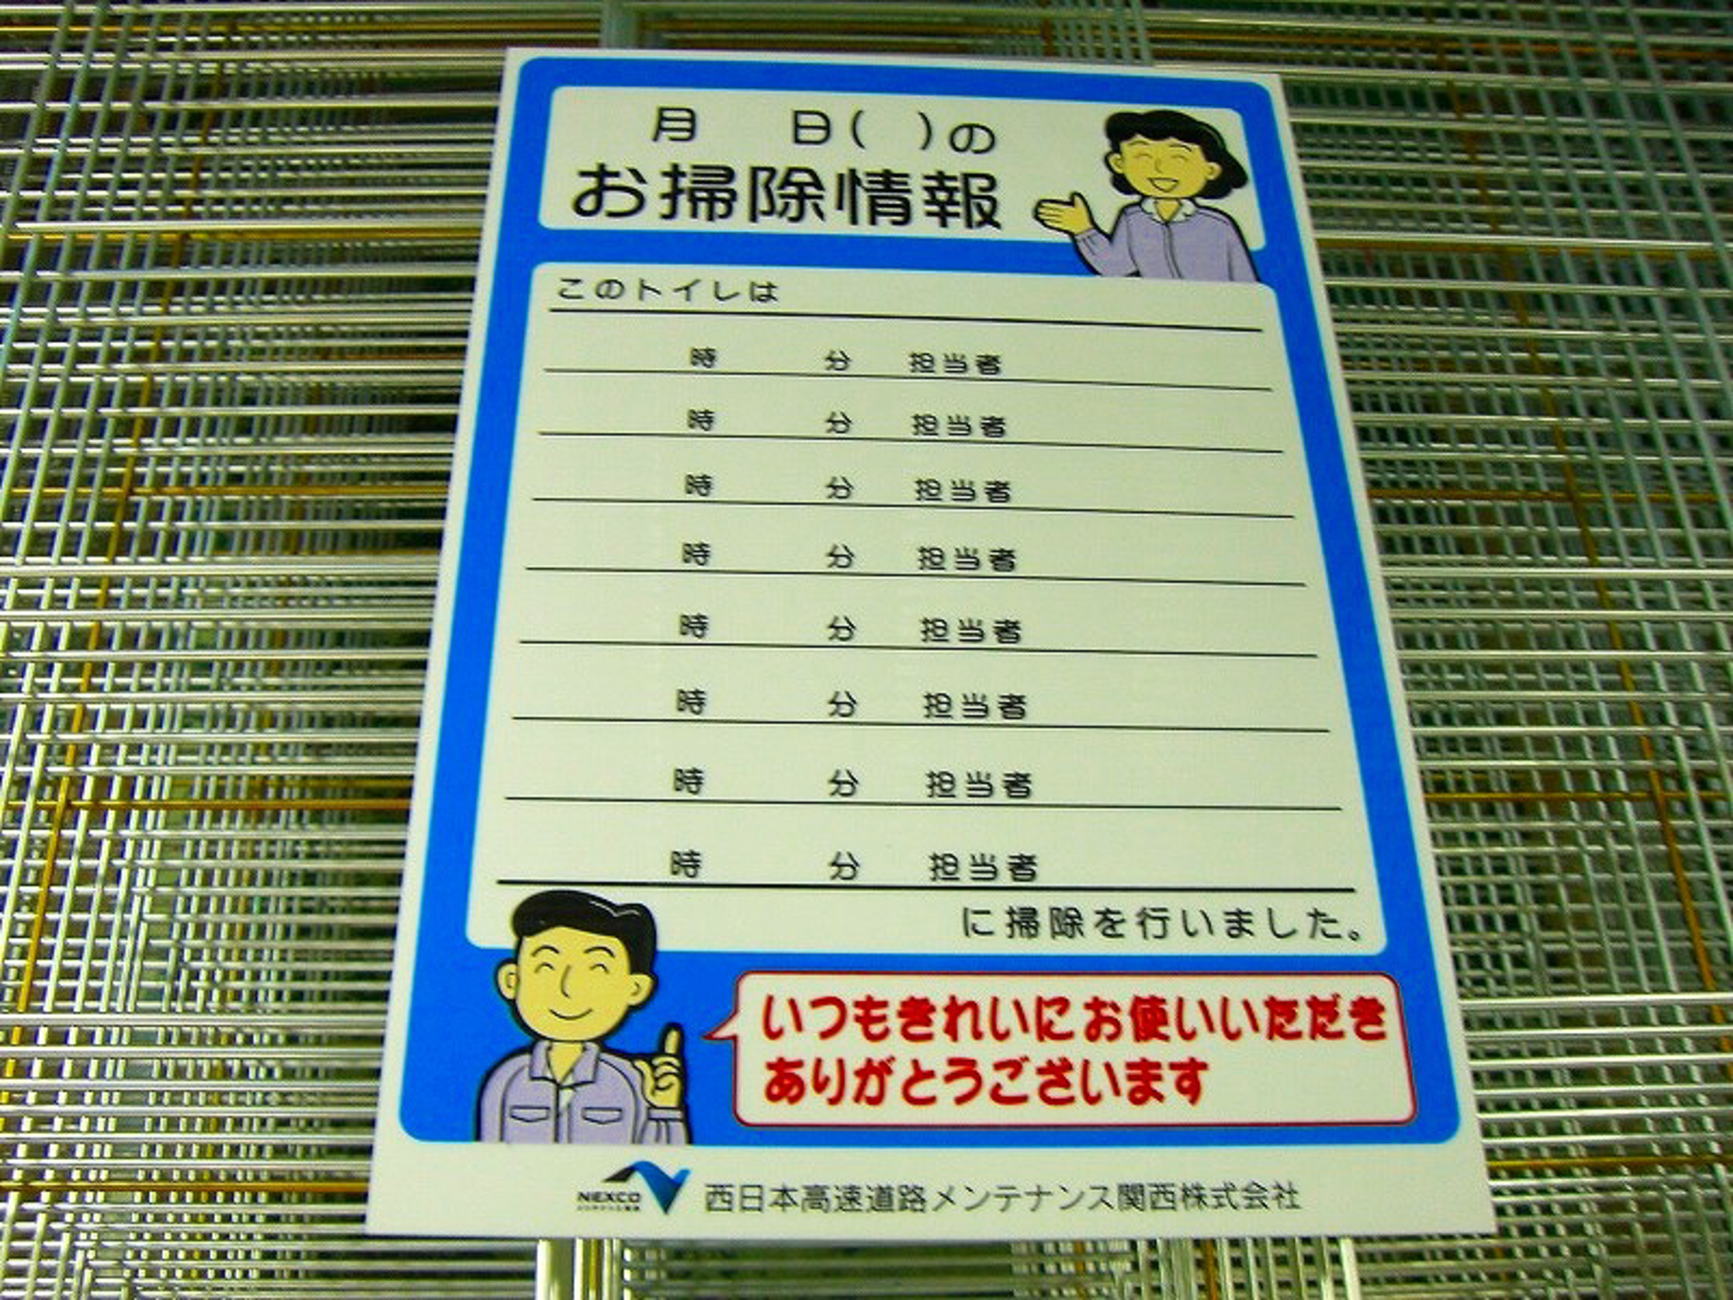 月 日( )の
お掃除情報
このトイレは
時 分 担当者
時 分 担当者
時 分 担当者
時 分 担当者
時 分 担当者
時 分 担当者
時 分 担当者
時 分 担当者
に掃除を行いました。
いつもきれいにお使いいただき
ありがとうございます
NEXCO
西日本高速道路メンテナンス関西株式会社